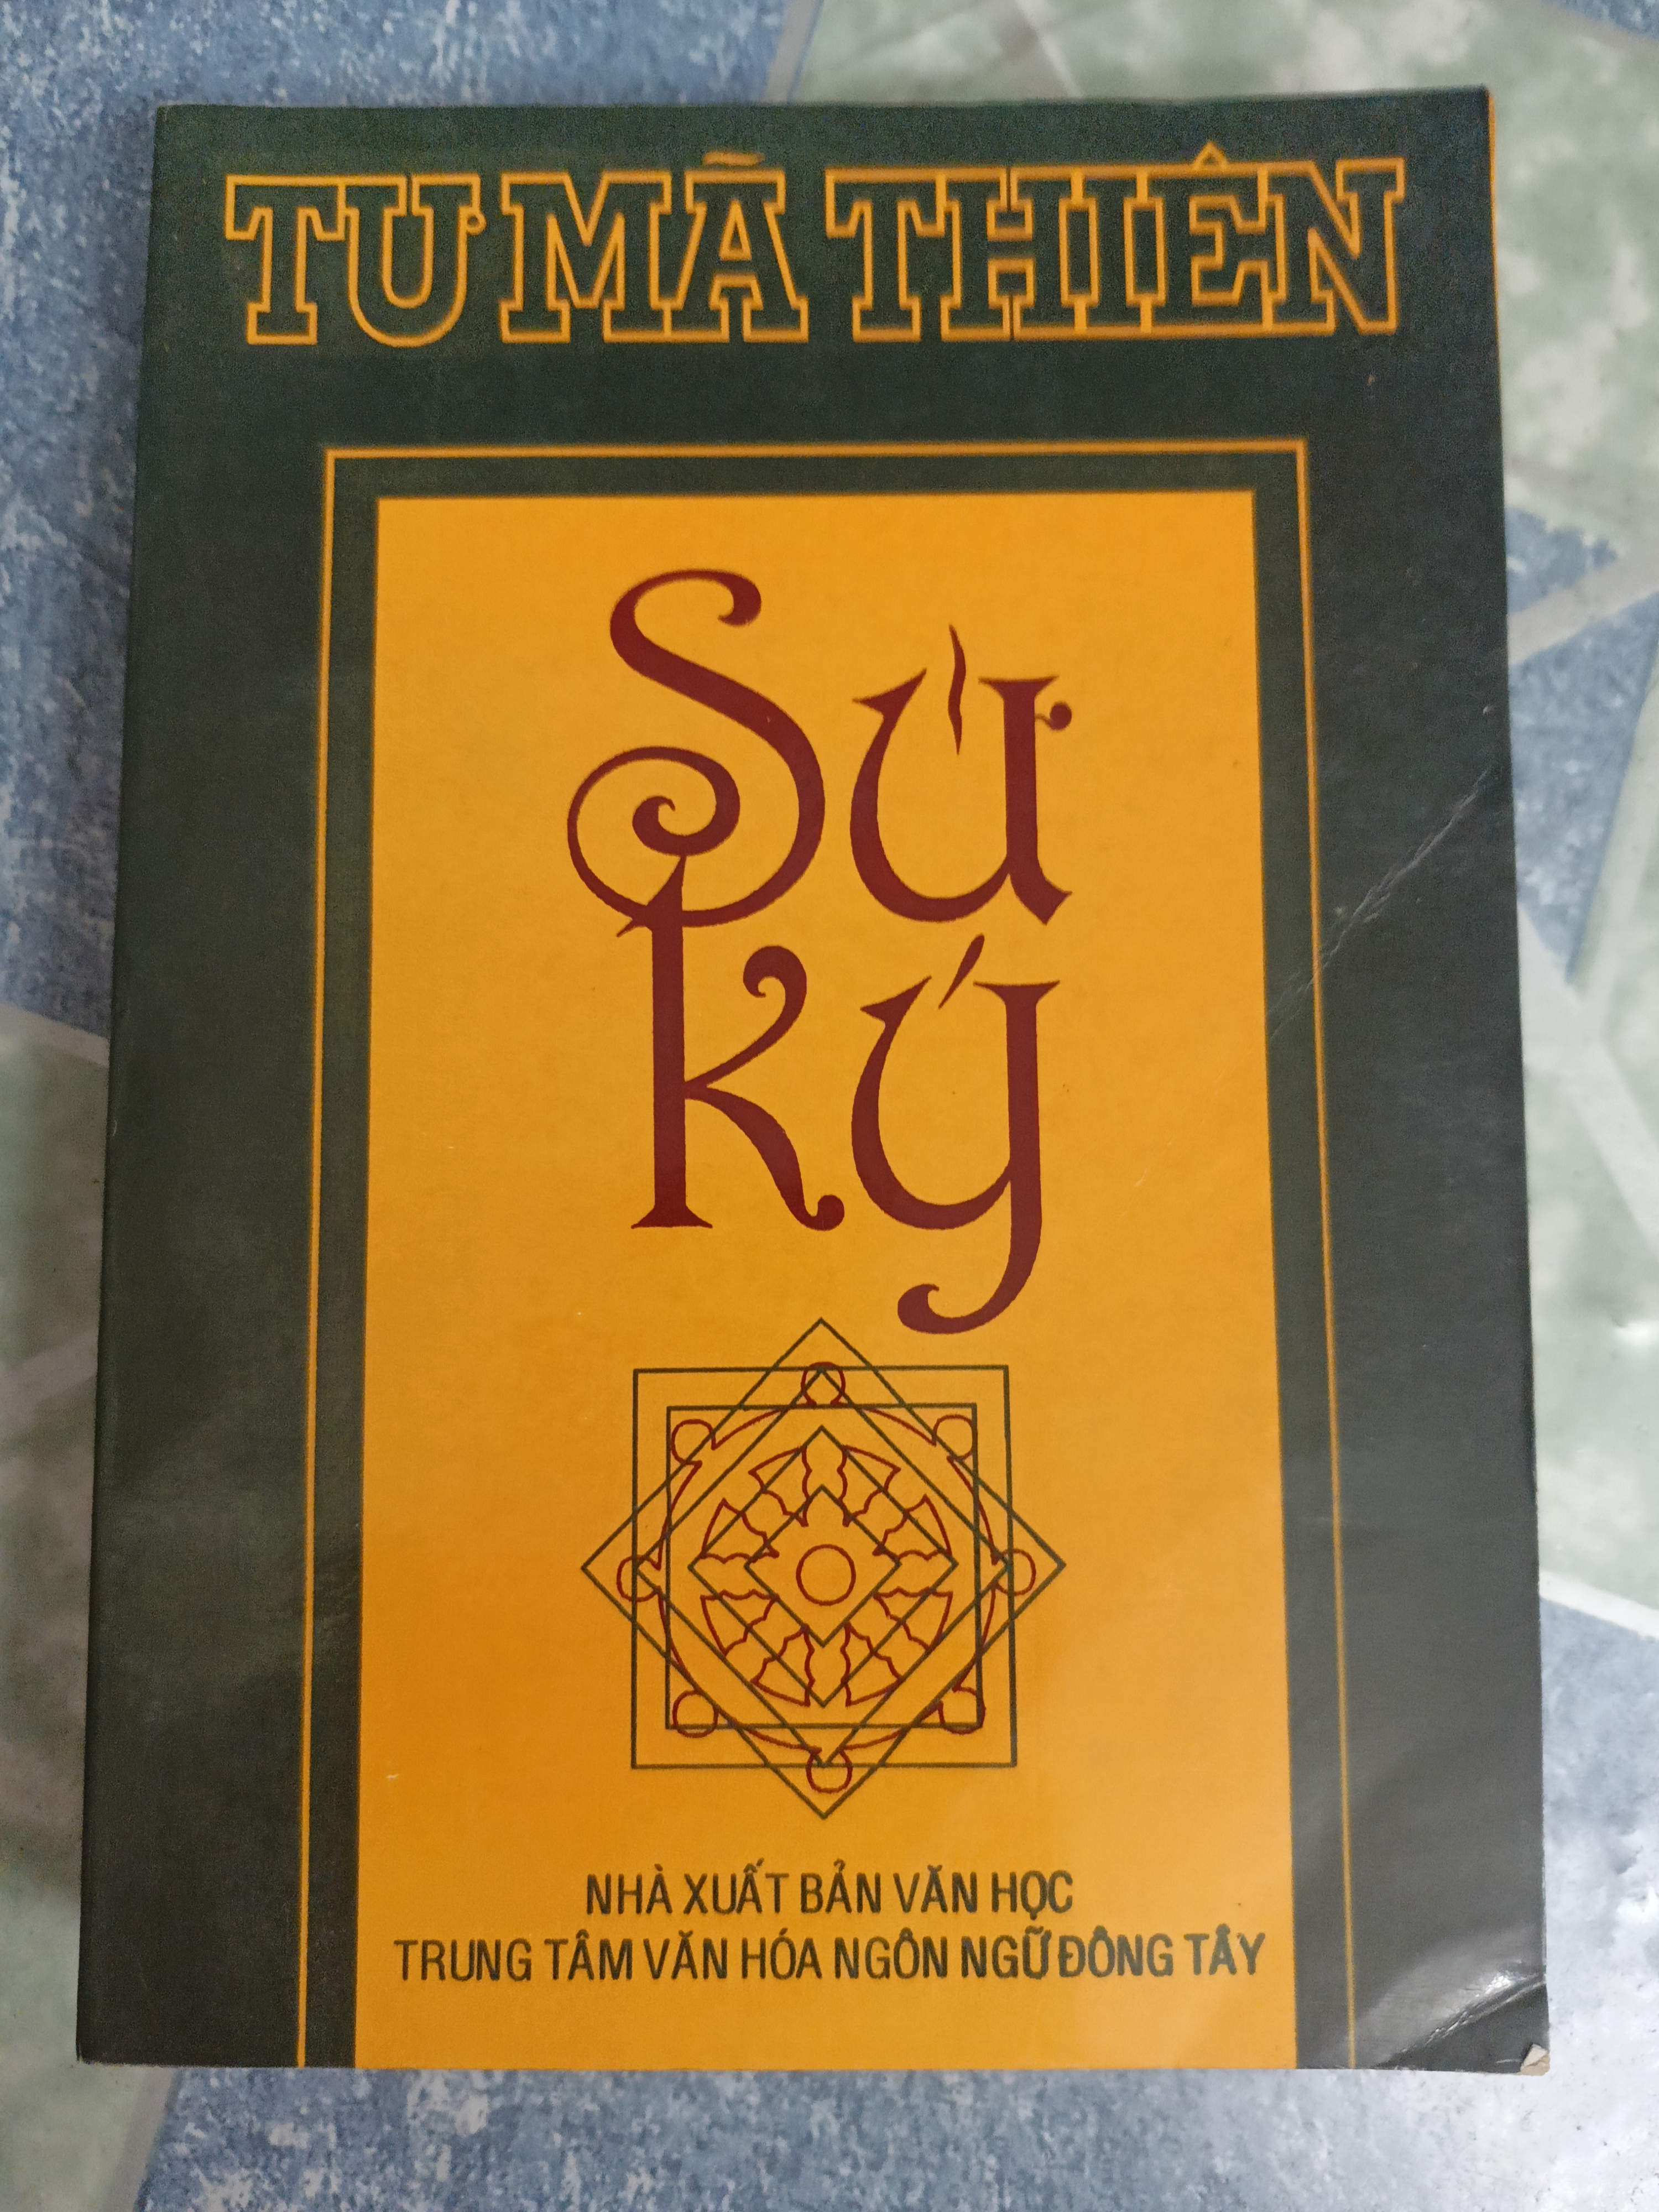 TƯ MÃ THIÊN
Sử
ký
NHÀ XUẤT BẢN VĂN HỌC
TRUNG TÂM VĂN HÓA NGÔN NGỮ ĐÔNG TÂY